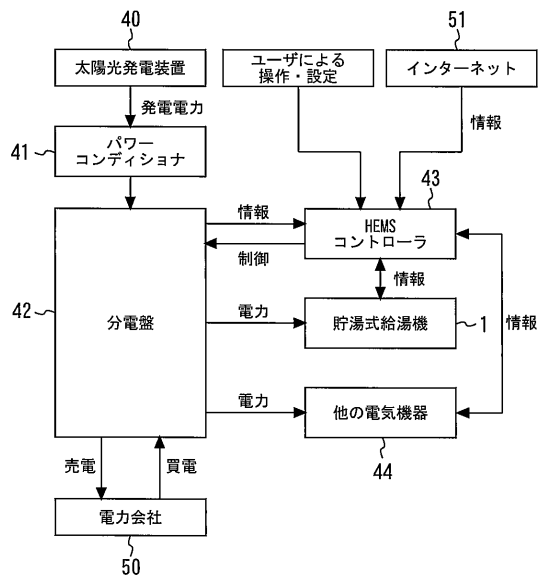 40
51
太陽光発電装置
ユーザによる
操作・設定
インターネット
発電電力
情報
41
パワー
コンディショナ
43
情報
HEMS
コントローラ
制御
情報
42
分電盤
電力
貯湯式給湯機
1
情報
電力
他の電気機器
44
売電
買電
電力会社
50